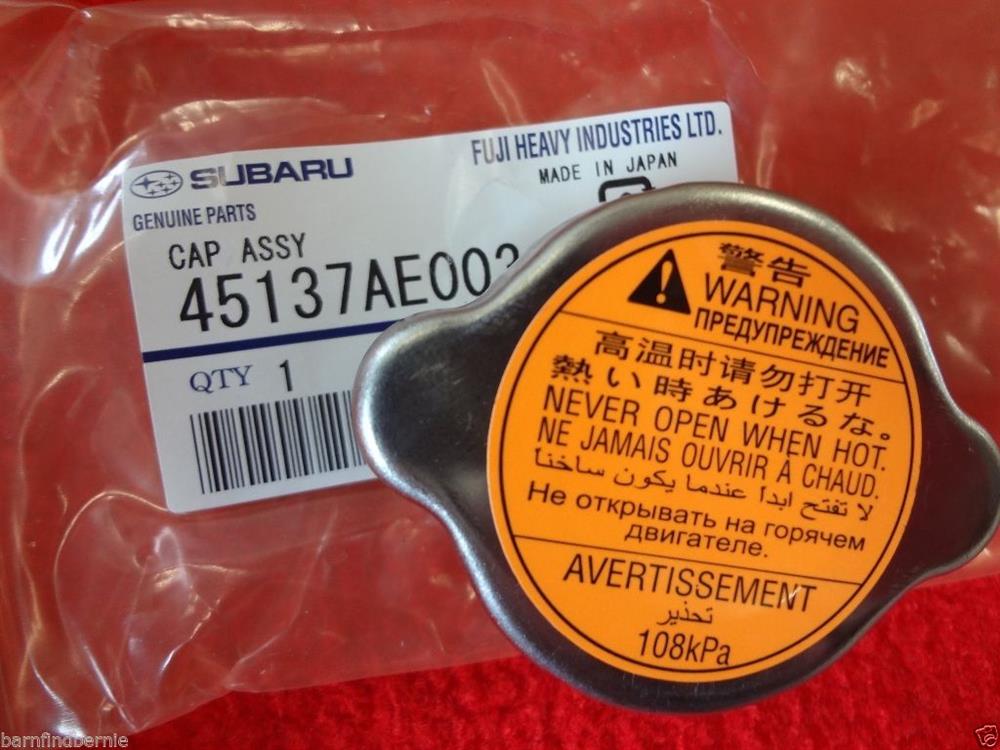 SUBARU
FUJI HEAVY INDUSTRIES LTD.
MADE IN JAPAN
GENUINE PARTS
CAP ASSY
QTY 1
警告
WARNING
ПРЕДУПРЕЖДЕНИЕ
高温时请勿打开
熱い時あけるな。
NEVER OPEN WHEN HOT.
NE JAMAIS OUVRIR À CHAUD.
لا تفتح ابدا عندما يكون ساخنا
Не открывать на горячем
двигателе.
AVERTISSEMENT
تحذير
108kPa
barnfindbernie